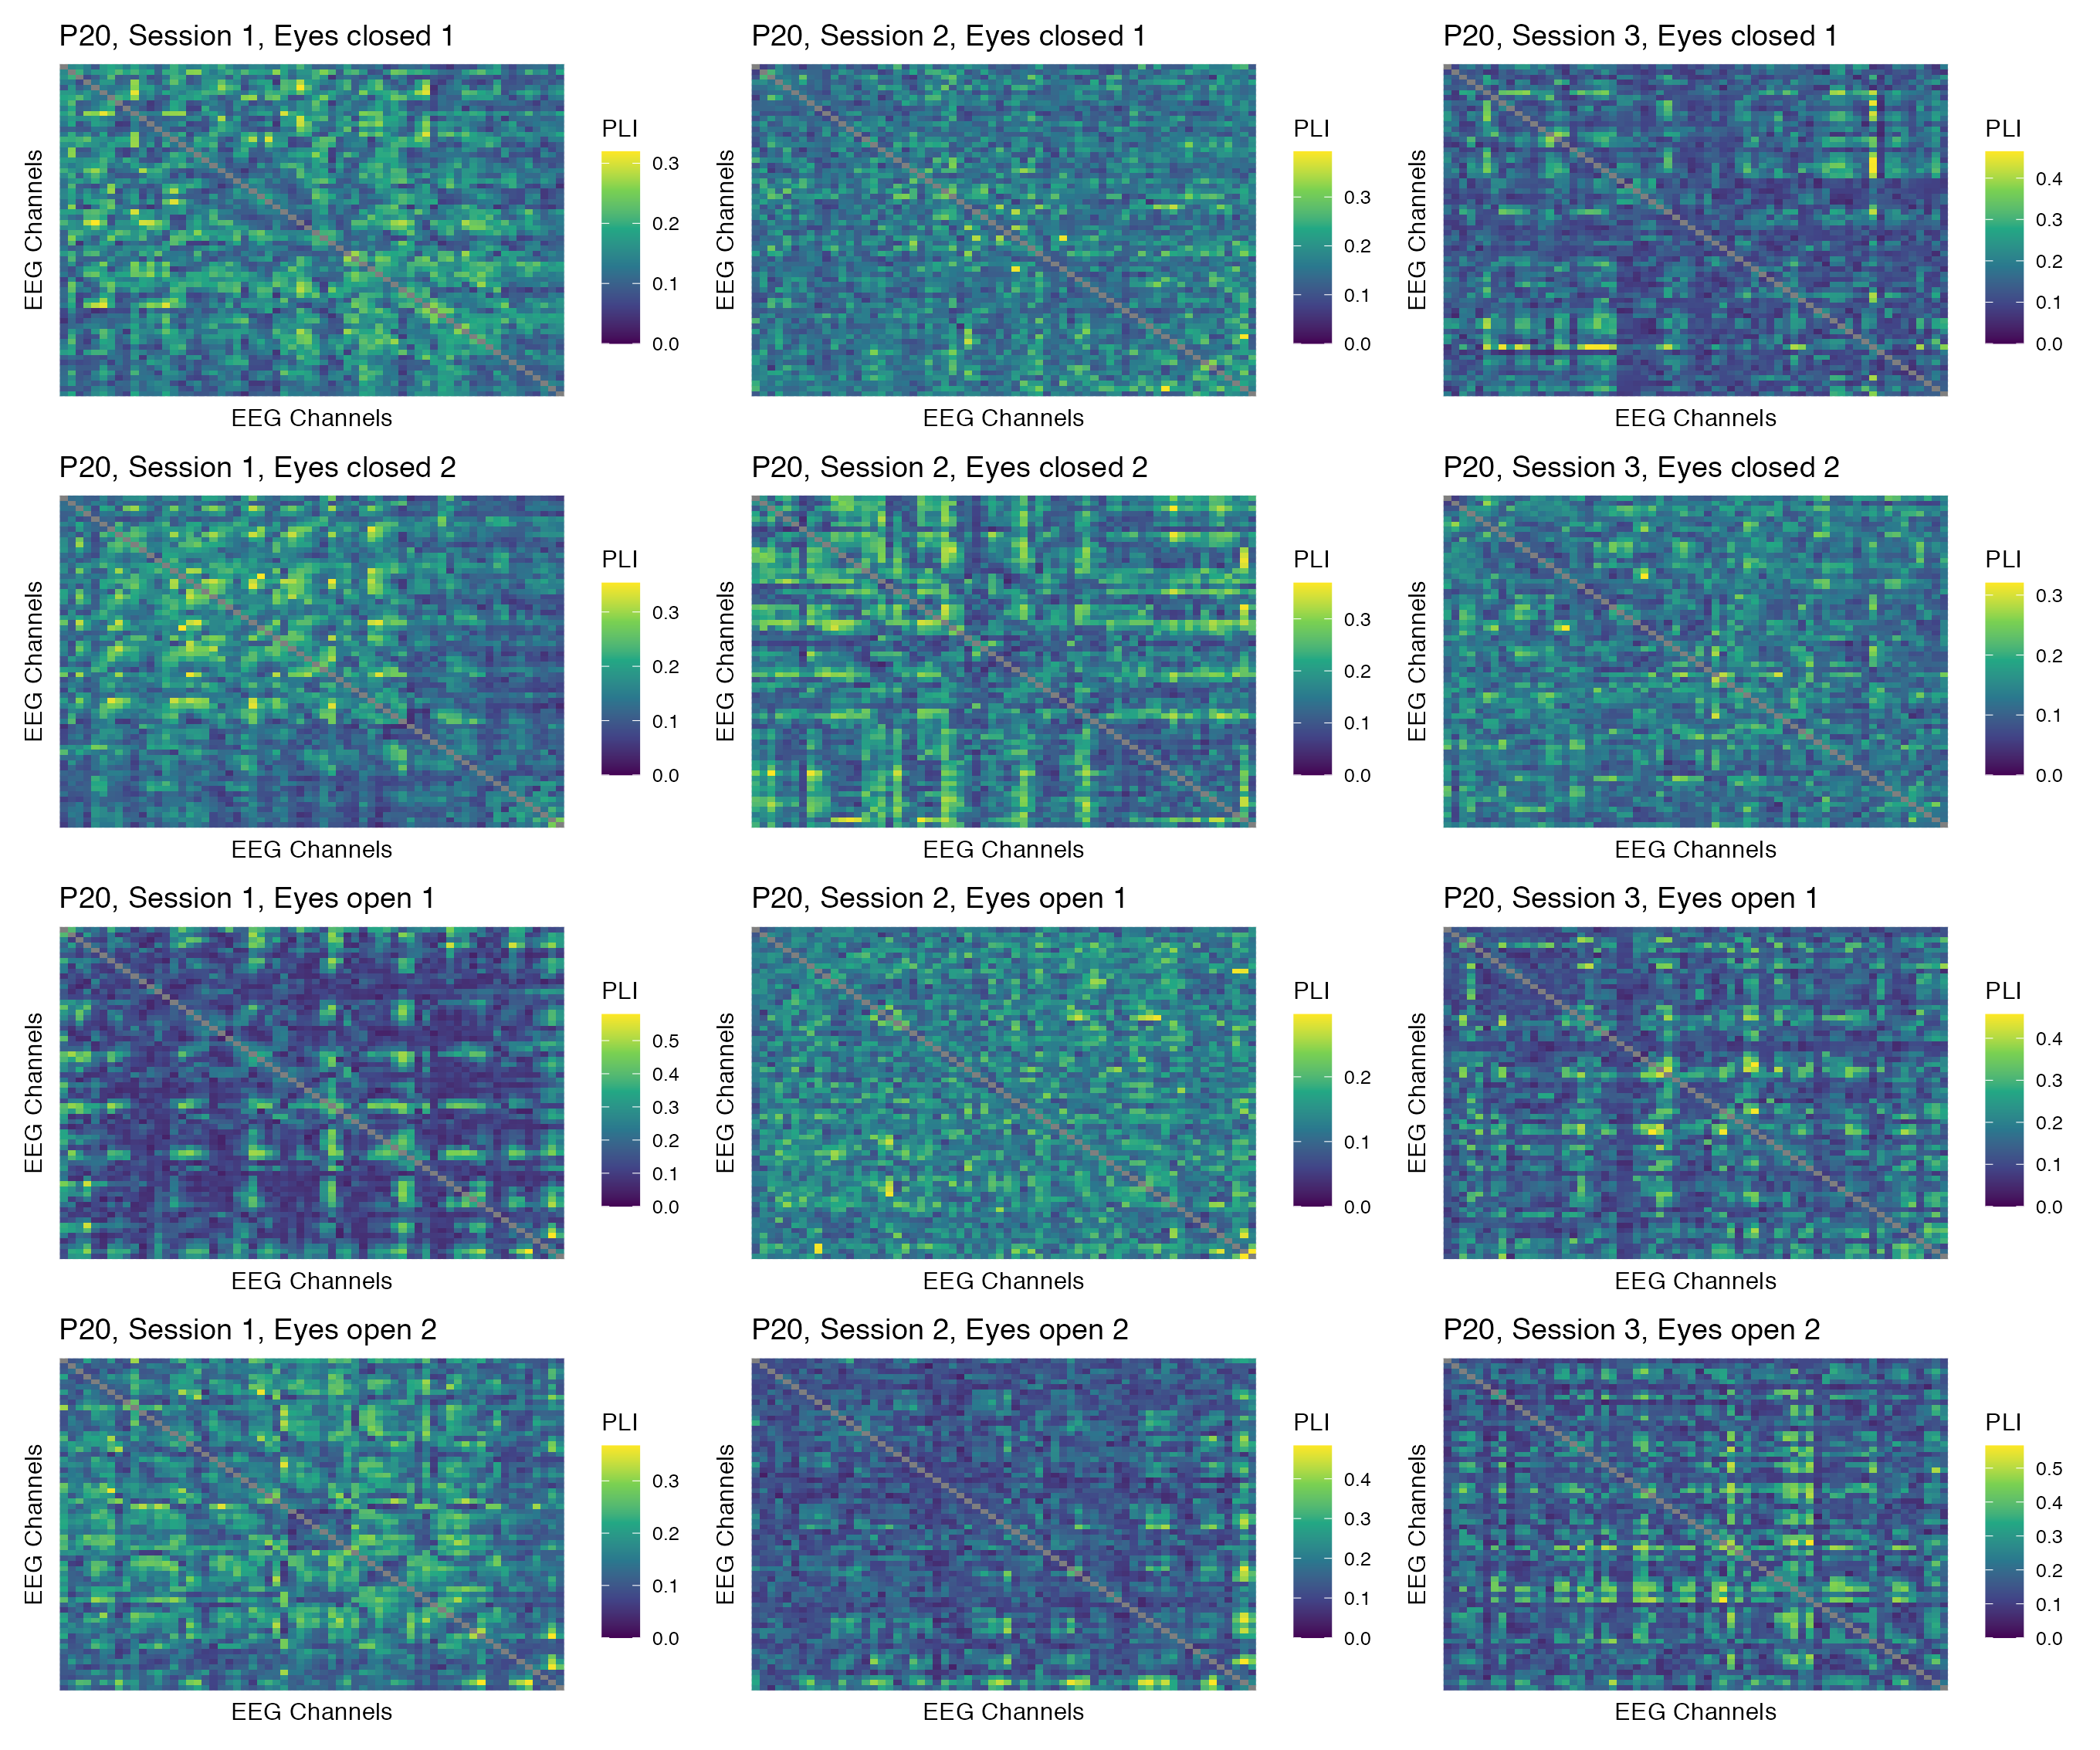 P20, Session 1, Eyes closed 1
EEG Channels
EEG Channels
PLI
0.3
0.2
0.1
0.0
P20, Session 2, Eyes closed 1
EEG Channels
EEG Channels
PLI
0.3
0.2
0.1
0.0
P20, Session 3, Eyes closed 1
EEG Channels
EEG Channels
PLI
0.4
0.3
0.2
0.1
0.0
P20, Session 1, Eyes closed 2
EEG Channels
EEG Channels
PLI
0.3
0.2
0.1
0.0
P20, Session 2, Eyes closed 2
EEG Channels
EEG Channels
PLI
0.3
0.2
0.1
0.0
P20, Session 3, Eyes closed 2
EEG Channels
EEG Channels
PLI
0.3
0.2
0.1
0.0
P20, Session 1, Eyes open 1
EEG Channels
EEG Channels
PLI
0.5
0.4
0.3
0.2
0.1
0.0
P20, Session 2, Eyes open 1
EEG Channels
EEG Channels
PLI
0.2
0.1
0.0
P20, Session 3, Eyes open 1
EEG Channels
EEG Channels
PLI
0.4
0.3
0.2
0.1
0.0
P20, Session 1, Eyes open 2
EEG Channels
EEG Channels
PLI
0.3
0.2
0.1
0.0
P20, Session 2, Eyes open 2
EEG Channels
EEG Channels
PLI
0.4
0.3
0.2
0.1
0.0
P20, Session 3, Eyes open 2
EEG Channels
EEG Channels
PLI
0.5
0.4
0.3
0.2
0.1
0.0